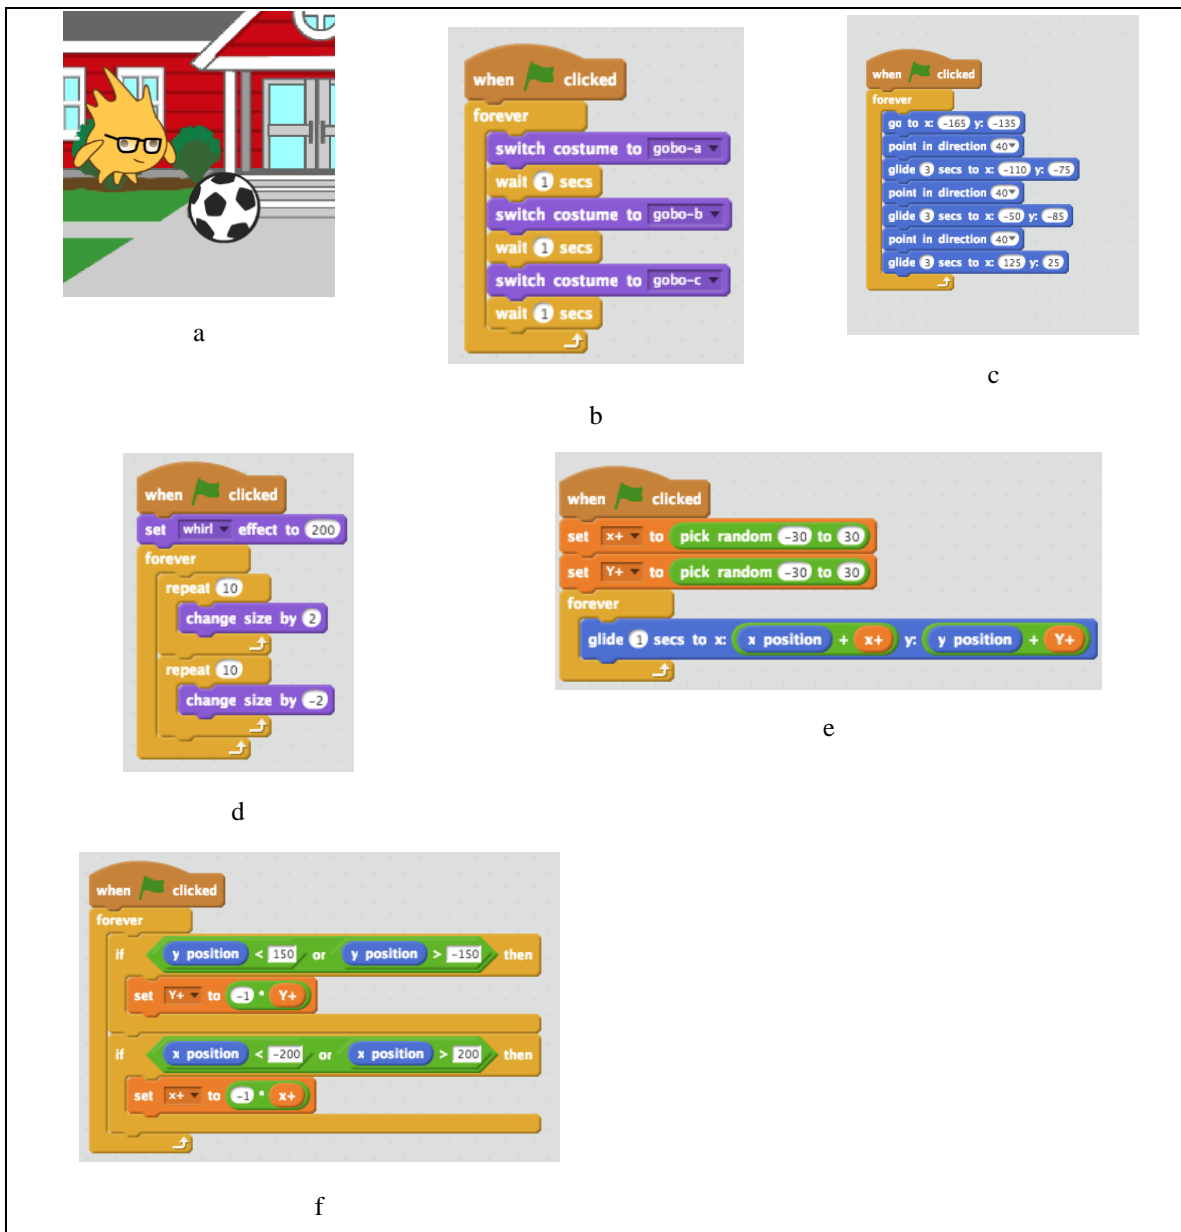 a
when clicked
forever
switch costume to gobo-a
wait 1 secs
switch costume to gobo-b
wait 1 secs
switch costume to gobo-c
wait 1 secs
b
when clicked
forever
go to x: -165 y: -135
point in direction 40
glide 3 secs to x: -110 y: -75
point in direction 40
glide 3 secs to x: -50 y: -85
point in direction 40
glide 3 secs to x: 125 y: 25
c
when clicked
set whirl effect to 200
forever
repeat 10
change size by 2
repeat 10
change size by -2
d
when clicked
set x+ to pick random -30 to 30
set Y+ to pick random -30 to 30
forever
glide 1 secs to x: x position + x+ y: y position + Y+
e
when clicked
forever
if y position < 150 or y position > -150 then
set Y+ to -1 * Y+
if x position < -200 or x position > 200 then
set x+ to -1 * x+
f